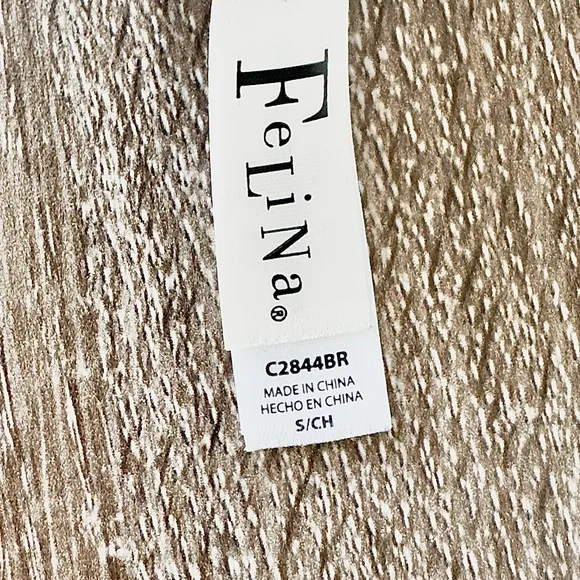 FeLiNa®
C2844BR
MADE IN CHINA
HECHO EN CHINA
S/CH